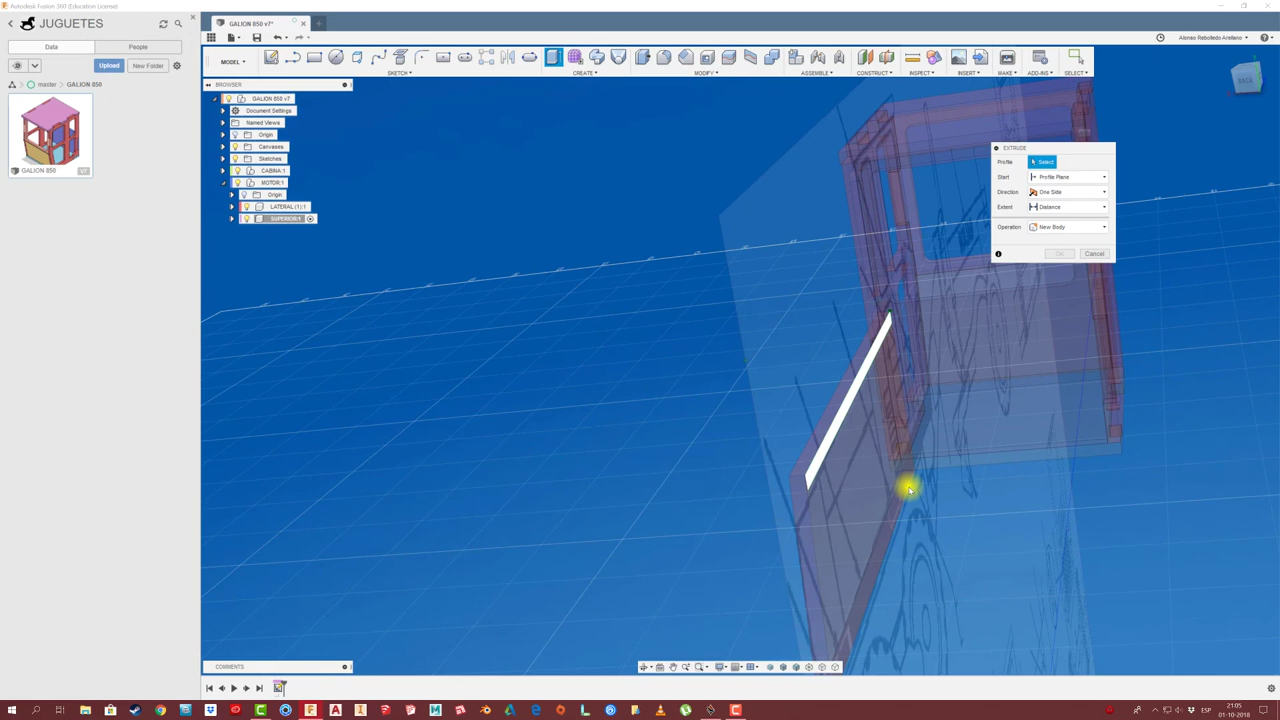 Autodesk Fusion 360 (Education License)
JUGUETES
GALION 850 v7*
Data
People
Upload
New Folder
master
GALION 850
GALION 850
V7
MODEL
SKETCH
CREATE
MODIFY
ASSEMBLE
CONSTRUCT
INSPECT
INSERT
MAKE
ADD-INS
SELECT
Alonso Rebolledo Arellano
BROWSER
GALION 850 v7
Document Settings
Named Views
Origin
Canvases
Sketches
CABINA:1
MOTOR:1
Origin
LATERAL (1):1
SUPERIOR:1
BACK
EXTRUDE
Profile
Select
Start
Profile Plane
Direction
One Side
Extent
Distance
Operation
New Body
OK
Cancel
COMMENTS
ESP
21:05
01-10-2018